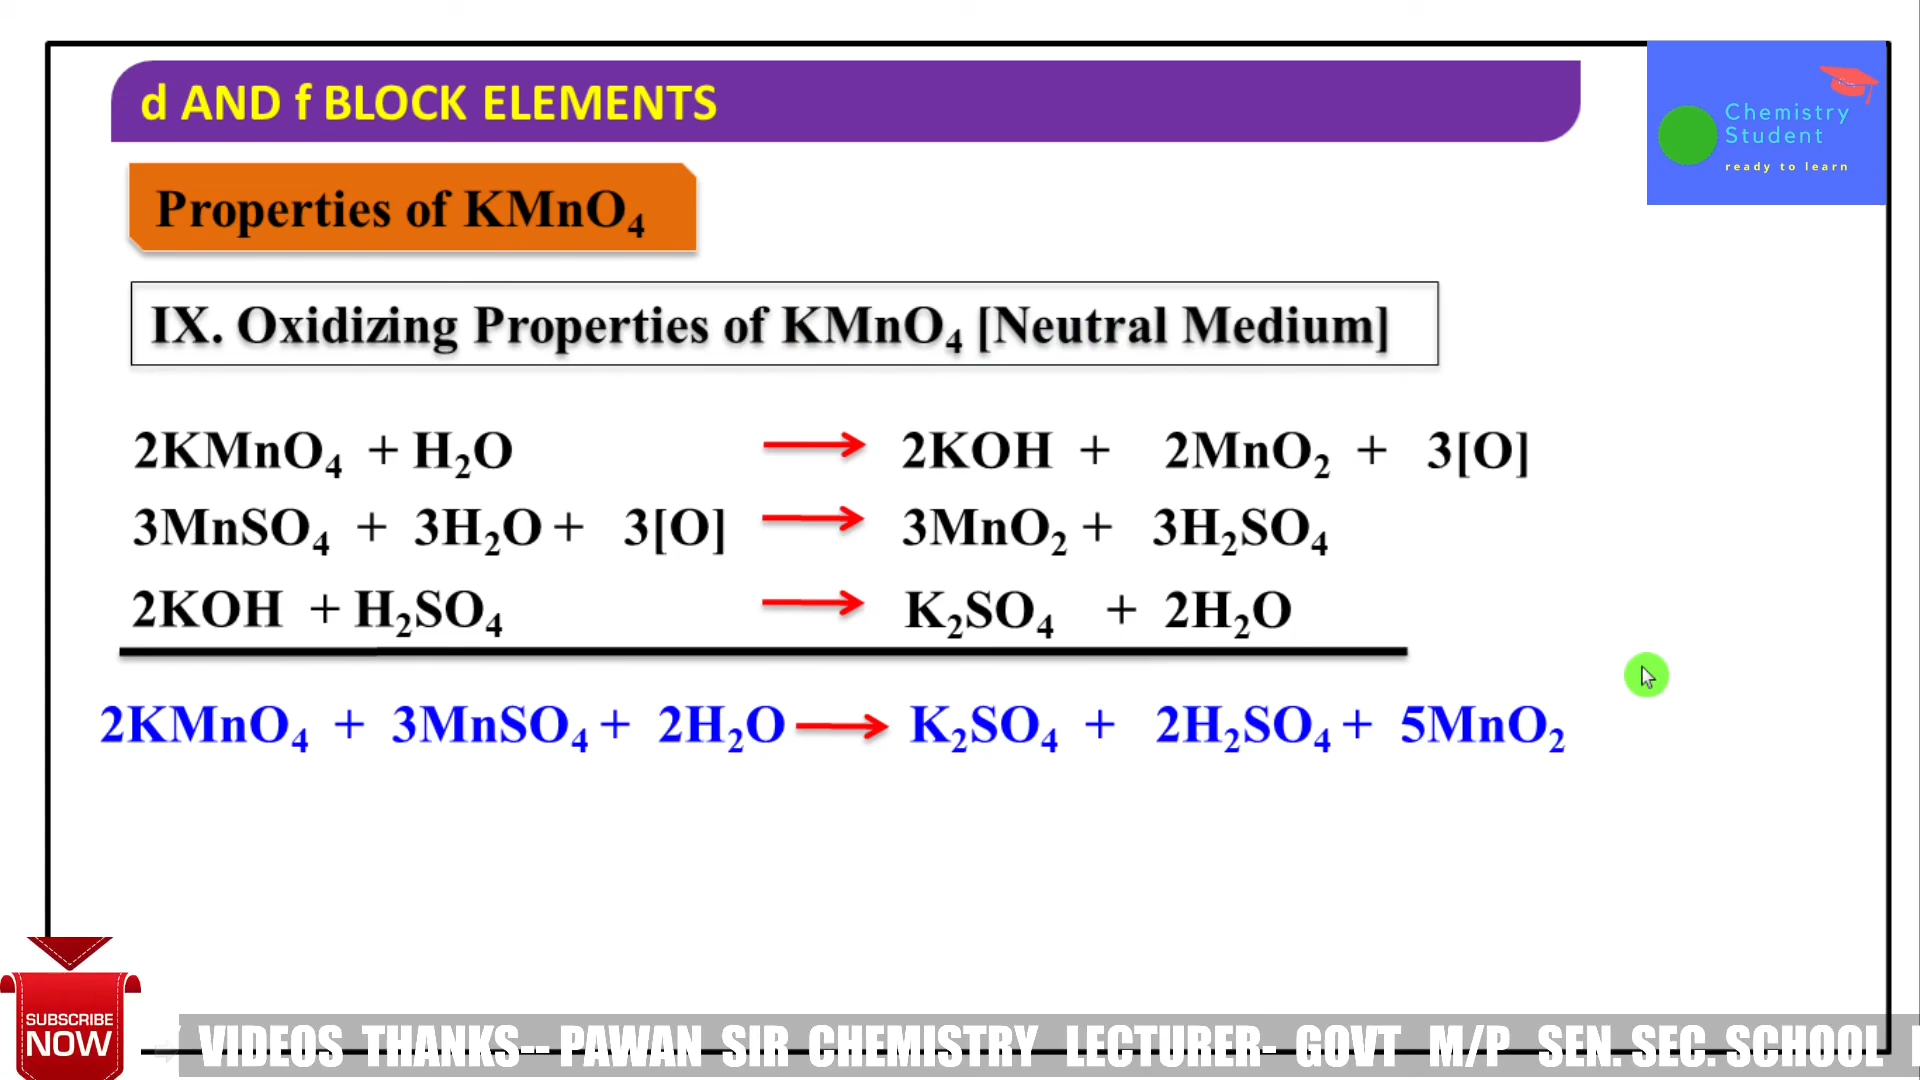 d AND f BLOCK ELEMENTS
Chemistry
Student
ready to learn
Properties of KMnO₄
IX. Oxidizing Properties of KMnO₄ [Neutral Medium]
2KMnO₄ + H₂O → 2KOH + 2MnO₂ + 3[O]
3MnSO₄ + 3H₂O + 3[O] → 3MnO₂ + 3H₂SO₄
2KOH + H₂SO₄ → K₂SO₄ + 2H₂O
2KMnO₄ + 3MnSO₄ + 2H₂O → K₂SO₄ + 2H₂SO₄ + 5MnO₂
SUBSCRIBE
NOW
VIDEOS THANKS-- PAWAN SIR CHEMISTRY LECTURER- GOVT M/P SEN. SEC. SCHOOL